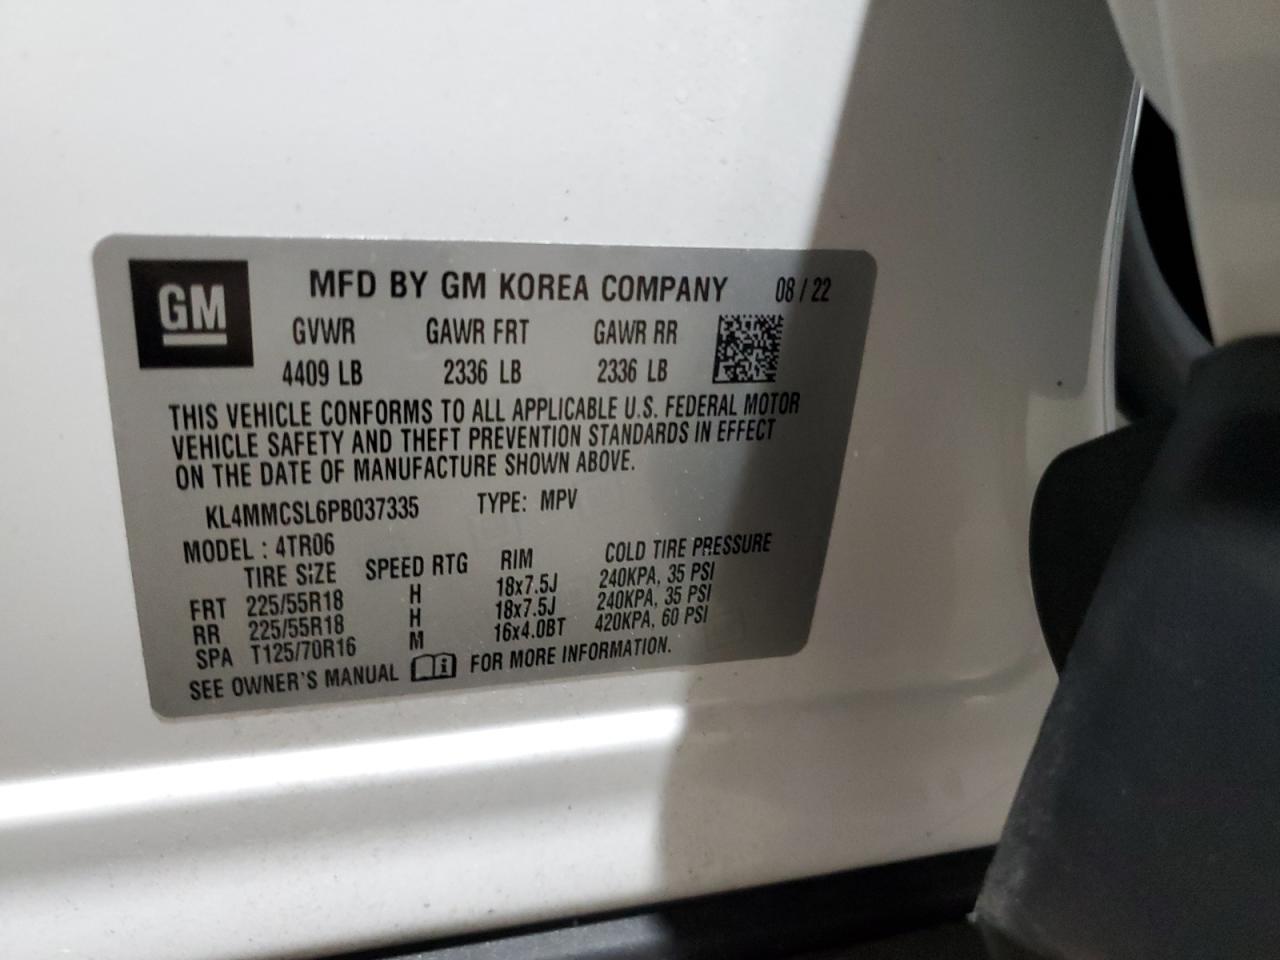 GM
MFD BY GM KOREA COMPANY 08 / 22
GVWR GAWR FRT GAWR RR
4409 LB 2336 LB 2336 LB
THIS VEHICLE CONFORMS TO ALL APPLICABLE U.S. FEDERAL MOTOR
VEHICLE SAFETY AND THEFT PREVENTION STANDARDS IN EFFECT
ON THE DATE OF MANUFACTURE SHOWN ABOVE.
KL4MMCSL6PB037335 TYPE: MPV
MODEL : 4TR06
TIRE SIZE SPEED RTG RIM COLD TIRE PRESSURE
FRT 225/55R18 H 18x7.5J 240KPA, 35 PSI
RR 225/55R18 H 18x7.5J 240KPA, 35 PSI
SPA T125/70R16 M 16x4.0BT 420KPA, 60 PSI
SEE OWNER'S MANUAL i FOR MORE INFORMATION.